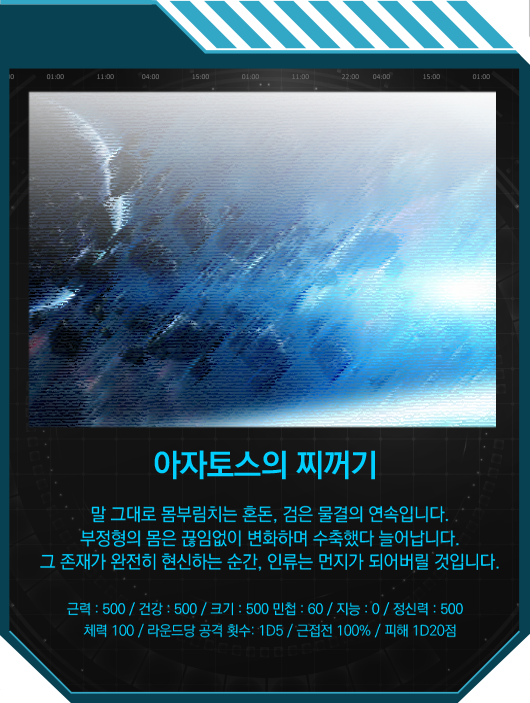 00 01:00 11:00 04:00 15:00 01:00 11:00 22:00 04:00 15:00 01:00
아자토스의 찌꺼기
말 그대로 몸부림치는 혼돈, 검은 물결의 연속입니다.
부정형의 몸은 끊임없이 변화하며 수축했다 늘어납니다.
그 존재가 완전히 현신하는 순간, 인류는 먼지가 되어버릴 것입니다.
근력 : 500 / 건강 : 500 / 크기 : 500 민첩 : 60 / 지능 : 0 / 정신력 : 500
체력 100 / 라운드당 공격 횟수: 1D5 / 근접전 100% / 피해 1D20점